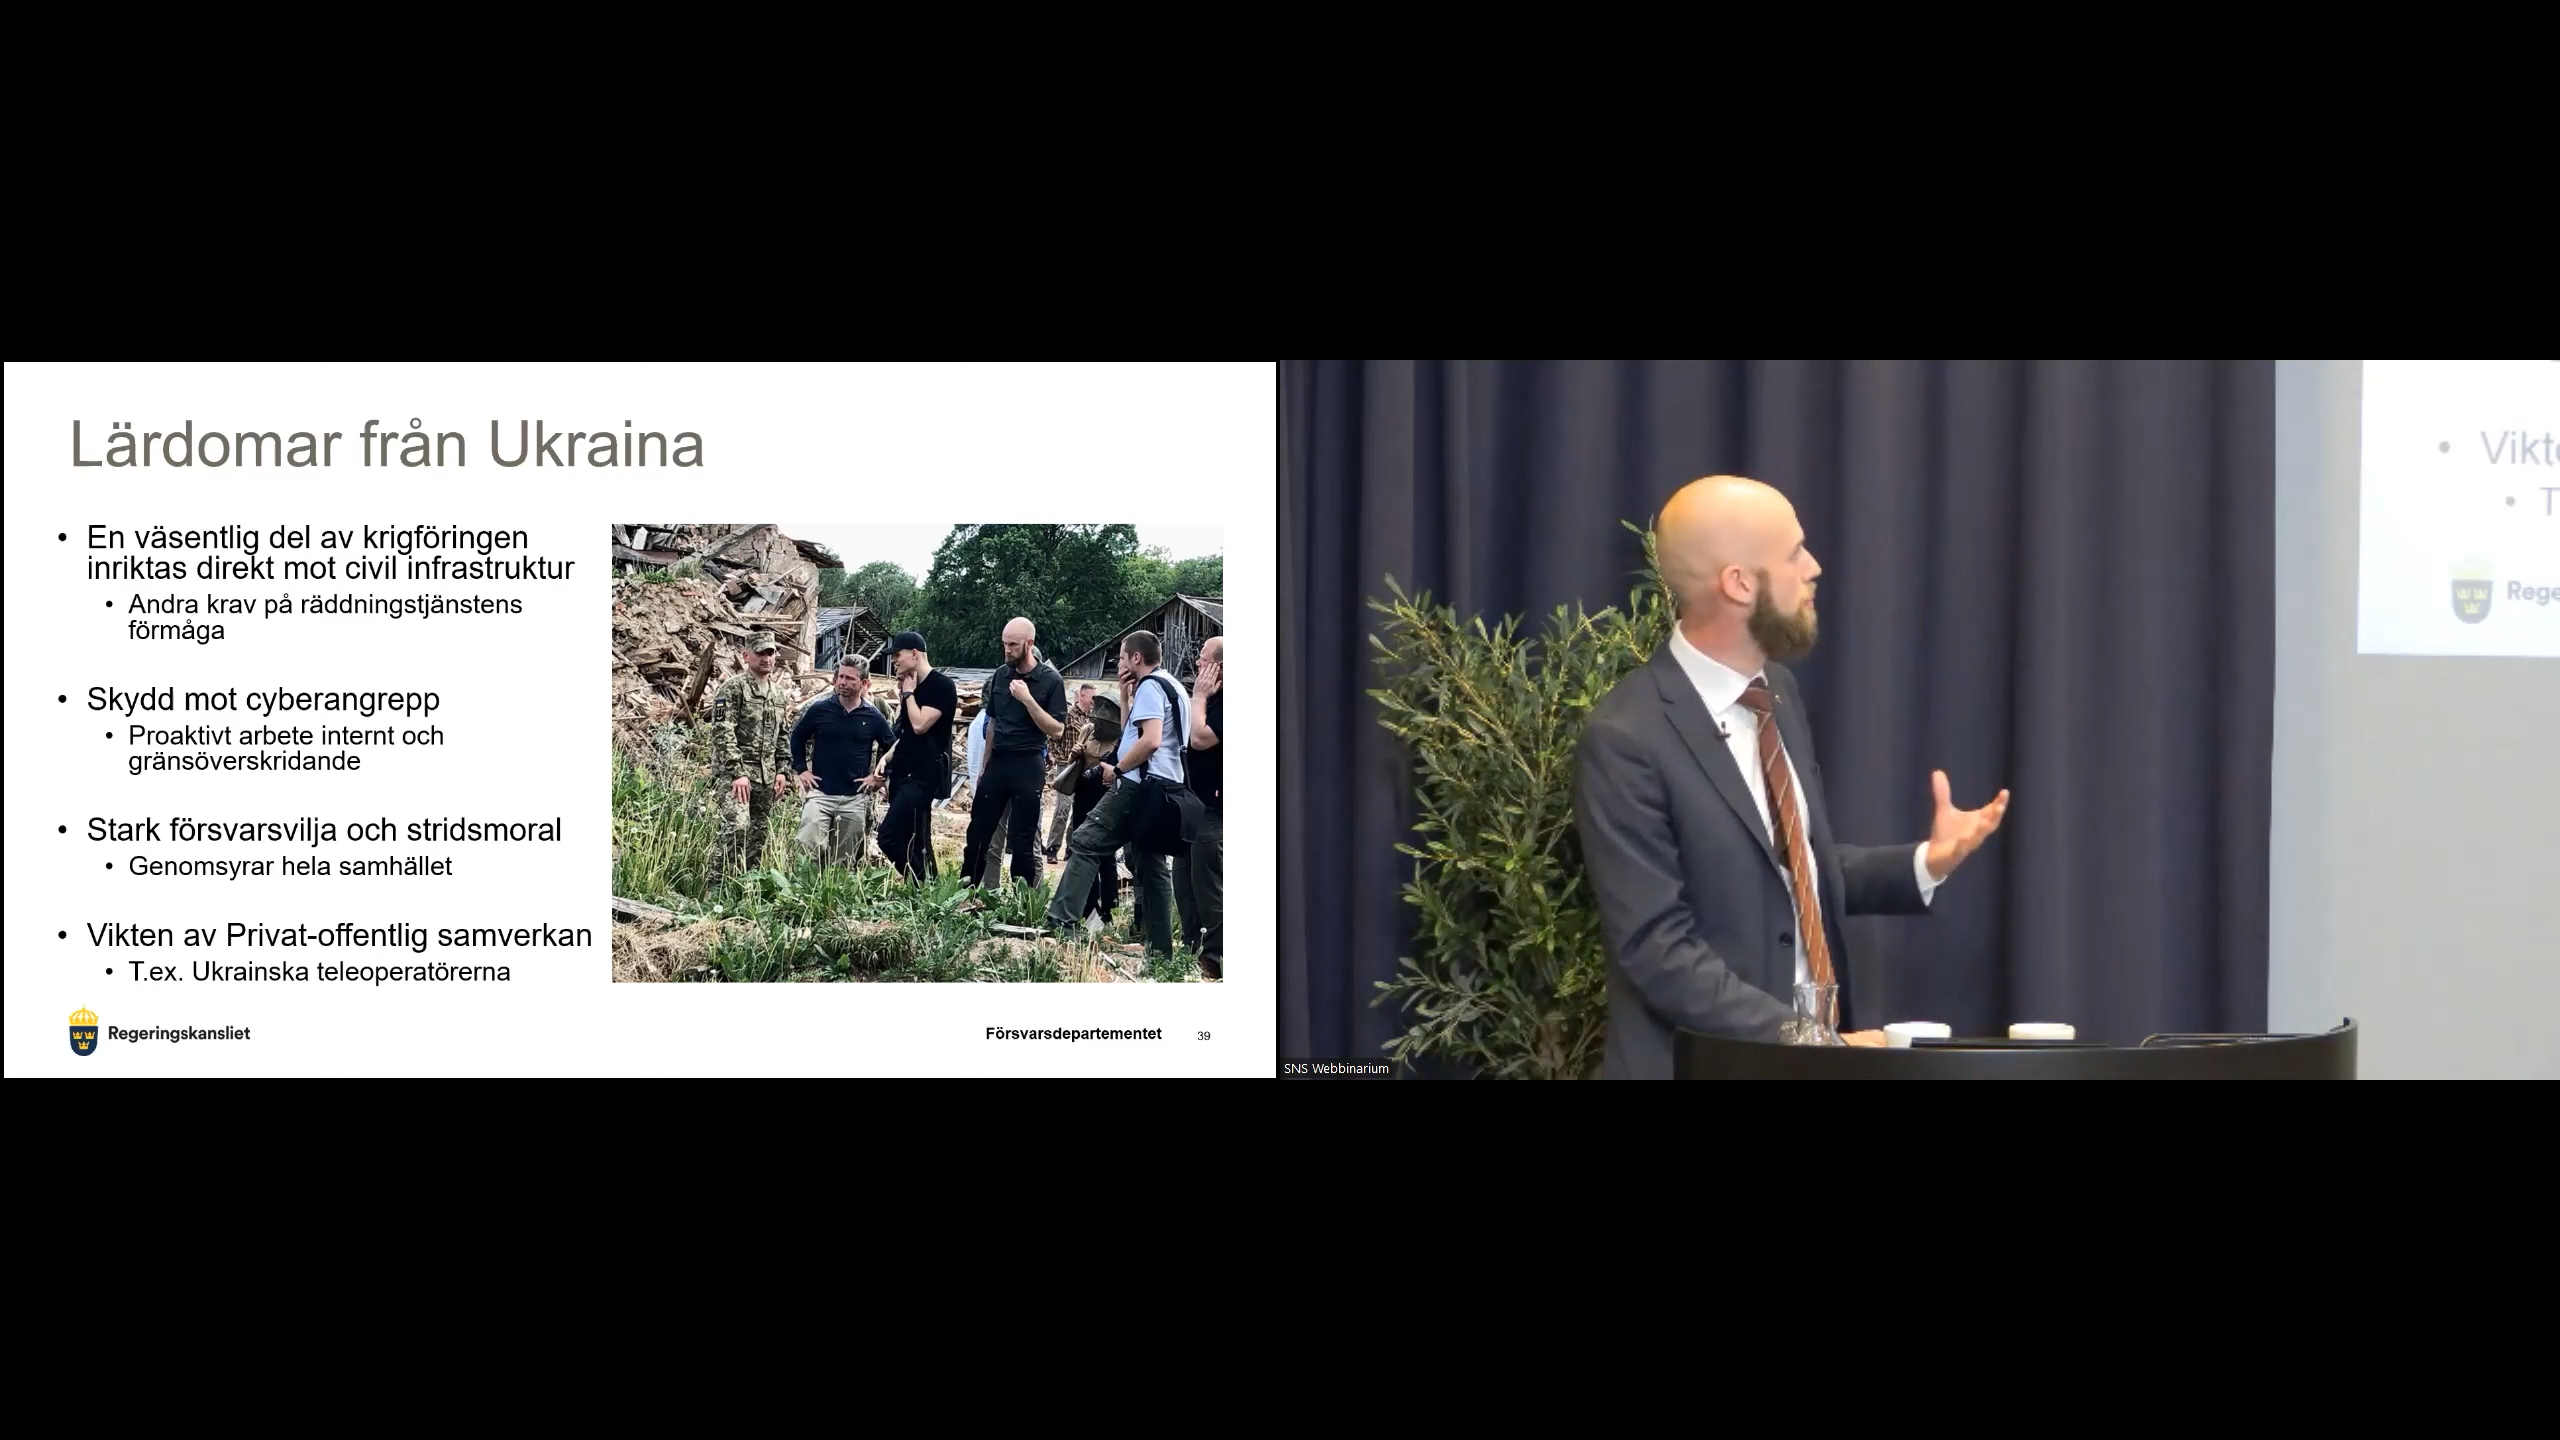 Lärdomar från Ukraina
• En väsentlig del av krigföringen
inriktas direkt mot civil infrastruktur
• Andra krav på räddningstjänstens
förmåga
• Skydd mot cyberangrepp
• Proaktivt arbete internt och
gränsöverskridande
• Stark försvarsvilja och stridsmoral
• Genomsyrar hela samhället
• Vikten av Privat-offentlig samverkan
• T.ex. Ukrainska teleoperatörerna
Regeringskansliet
Försvarsdepartementet
39
SNS Webbinarium